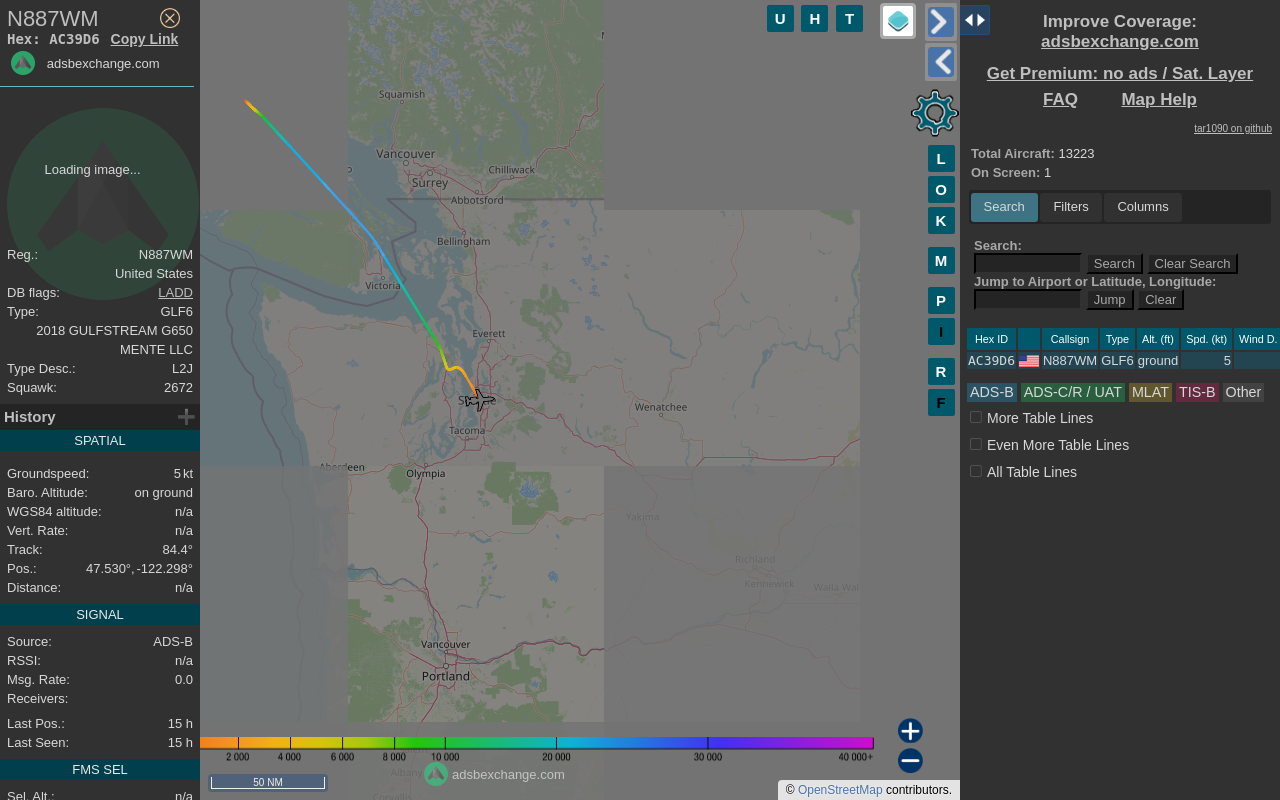 N887WM
Hex: AC39D6 Copy Link
adsbexchange.com
Loading image...
Reg.: N887WM
United States
DB flags: LADD
Type: GLF6
2018 GULFSTREAM G650
MENTE LLC
Type Desc.: L2J
Squawk: 2672
History
SPATIAL
Groundspeed: 5 kt
Baro. Altitude: on ground
WGS84 altitude: n/a
Vert. Rate: n/a
Track: 84.4°
Pos.: 47.530°, -122.298°
Distance: n/a
SIGNAL
Source: ADS-B
RSSI: n/a
Msg. Rate: 0.0
Receivers:
Last Pos.: 15 h
Last Seen: 15 h
FMS SEL
Sel. Alt.: n/a
U H T
L
O
K
M
P
I
R
F
Squamish
Vancouver
Surrey
Chilliwack
Abbotsford
Bellingham
Victoria
Everett
Wenatchee
Tacoma
Aberdeen
Olympia
Yakima
Richland
Kennewick
Walla Wal
Vancouver
Portland
Albany
Corvallis
2 000 4 000 6 000 8 000 10 000 20 000 30 000 40 000+
adsbexchange.com
50 NM
© OpenStreetMap contributors.
Improve Coverage:
adsbexchange.com
Get Premium: no ads / Sat. Layer
FAQ Map Help
tar1090 on github
Total Aircraft: 13223
On Screen: 1
Search Filters Columns
Search:
Search Clear Search
Jump to Airport or Latitude, Longitude:
Jump Clear
Hex ID Callsign Type Alt. (ft) Spd. (kt) Wind D.
AC39D6 N887WM GLF6 ground 5
ADS-B ADS-C/R / UAT MLAT TIS-B Other
More Table Lines
Even More Table Lines
All Table Lines